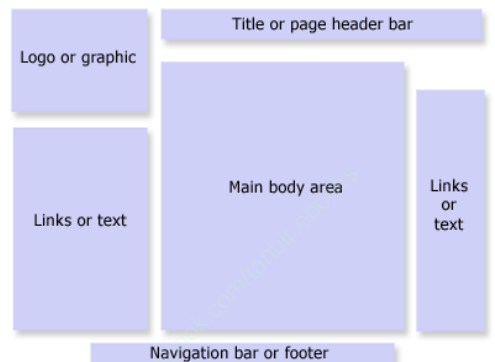 Title or page header bar
Logo or graphic
Main body area
Links or text
Links
or
text
Navigation bar or footer